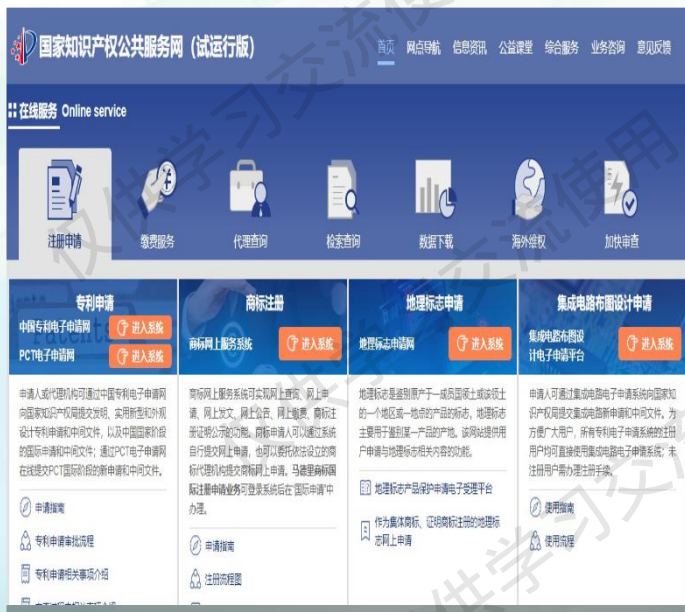 国家知识产权公共服务网（试运行版）
首页 网点导航 信息资讯 公益课堂 综合服务 业务咨询 意见反馈
在线服务 Online service
注册申请 缴费服务 代理查询 检索查询 数据下载 海外维权 加快审查
专利申请
中国专利电子申请网 进入系统
PCT电子申请网 进入系统
申请人或代理机构可通过中国专利电子申请网
向国家知识产权局提交发明、实用新型和外观
设计专利申请和中间文件，以及中国国家阶段
的国际申请和中间文件；通过PCT电子申请网
在线提交PCT国际阶段的新申请和中间文件。
申请指南
专利申请审批流程
专利申请相关事项介绍
商标注册
商标网上服务系统 进入系统
商标网上服务系统可实现网上查询、网上申
请、网上发文、网上公告、网上缴费、商标注
册证明公示的功能。商标申请人可以通过系统
自行提交网上申请，也可以委托依法设立的商
标代理机构提交商标网上申请。马德里商标国
际注册申请业务可登录系统后在“国际申请”中
办理。
申请指南
注册流程图
地理标志申请
地理标志申请网 进入系统
地理标志是鉴别原产于一成员国领土或该领土
的一个地区或一地点的产品的标志，地理标志
主要用于鉴别某一产品的产地。该网站提供用
户申请与地理标志相关内容的功能。
地理标志产品保护申请电子受理平台
作为集体商标、证明商标注册的地理标
志网上申请
集成电路布图设计申请
集成电路布图设
计电子申请平台 进入系统
申请人可通过集成电路电子申请系统向国家知
识产权局提交集成电路新申请和中间文件。为
方便广大用户，所有专利电子申请系统的注册
用户均可直接使用集成电路电子申请系统；未
注册用户需办理注册手续。
使用指南
使用流程
仅供学习交流使用